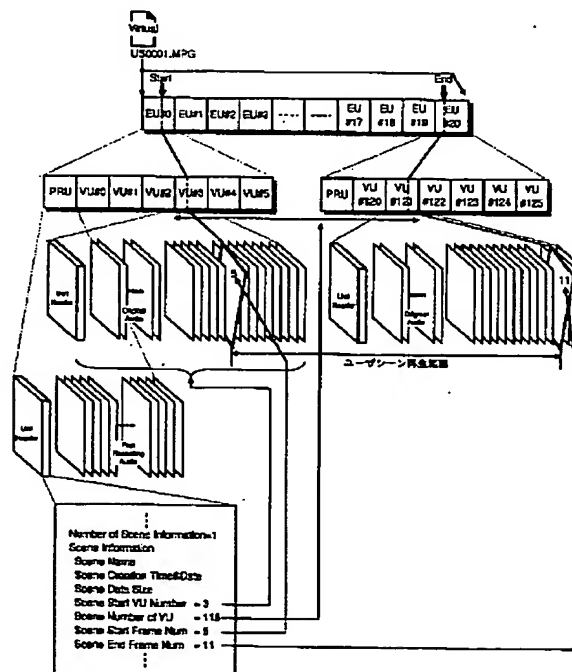 Virtual
US0001.MPG
Start
End
EU#0 EU#1 EU#2 EU#3 EU #17 EU #18 EU #19 EU #20
PRU VU#0 VU#1 VU#2 VU#3 VU#4 VU#5
PRU VU #120 VU #121 VU #122 VU #123 VU #124 VU #125
Unit Header
Original Audio
5
Unit Header
Original Audio
11
ユーザシーン再生範囲
Unit Header
Post Recording Audio
Number of Scene Information=1
Scene Information
Scene Name
Scene Creation Time&Date
Scene Data Size
Scene Start VU Number = 3
Scene Number of VU = 118
Scene Start Frame Num = 5
Scene End Frame Num = 11